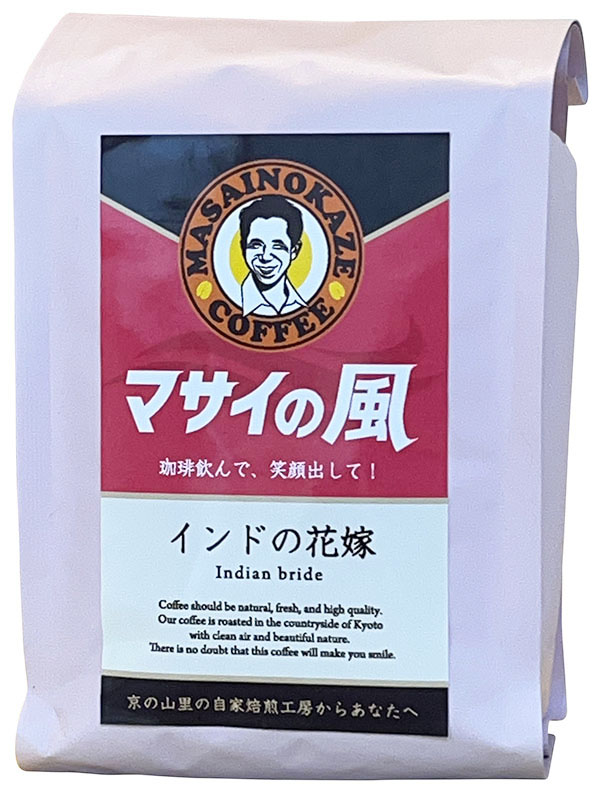 MASAINOKAZE
COFFEE
マサイの風
珈琲飲んで、笑顔出して！
インドの花嫁
Indian bride
Coffee should be natural, fresh, and high quality.
Our coffee is roasted in the countryside of Kyoto
with clean air and beautiful nature.
There is no doubt that this coffee will make you smile.
京の山里の自家焙煎工房からあなたへ